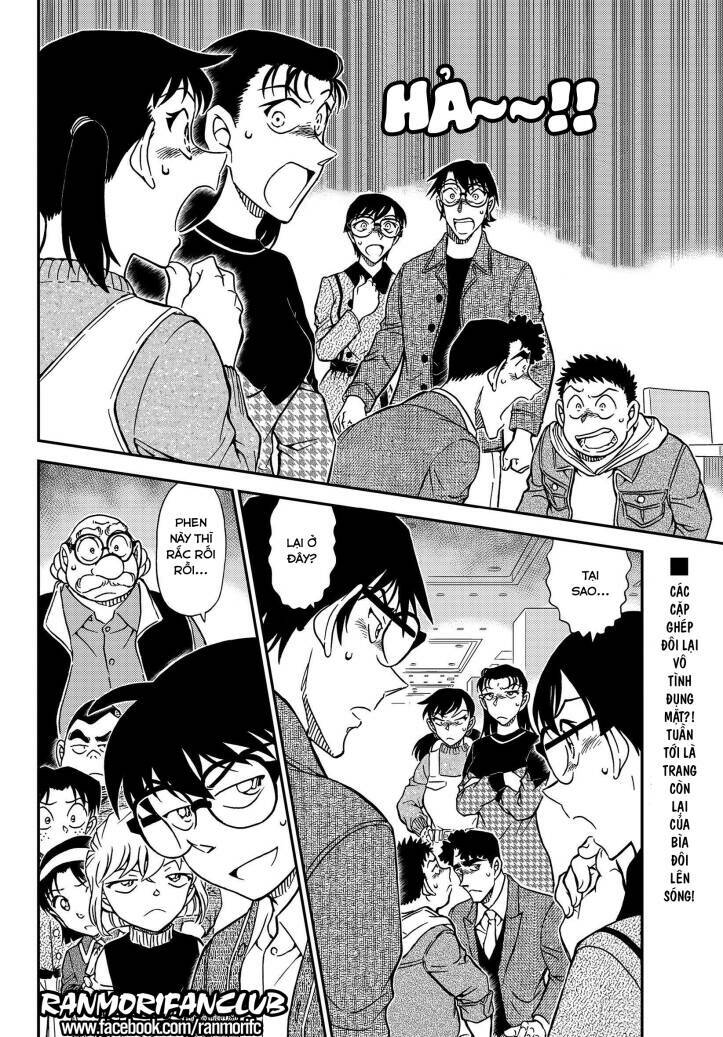 HẢ~~!!
PHEN
NÀY THÌ
RẮC RỐI
RỒI...
LẠI Ở
ĐÂY?
TẠI
SAO...
CÁC
CẶP
GHÉP
ĐÔI LẠI
VÔ
TÌNH
ĐỤNG
MẶT?!
TUẦN
TỚI LÀ
TRANG
CÒN
LẠI
CỦA
BÌA
ĐÔI
LÊN
SÓNG!
RANMORIFANCLUB
www.facebook.com/ranmorifc